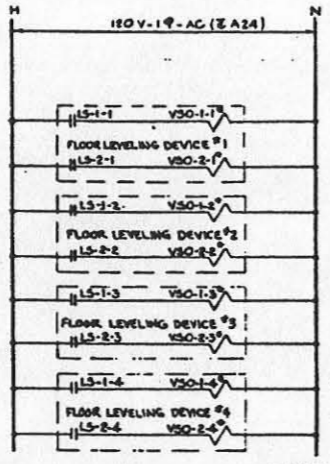 H N
120V-1φ-AC (Z A24)
LS-1-1 VSO-1-1
FLOOR LEVELING DEVICE #1
LS-2-1 VSO-2-1
LS-1-2 VSO-1-2
FLOOR LEVELING DEVICE #2
LS-2-2 VSO-2-2
LS-1-3 VSO-1-3
FLOOR LEVELING DEVICE #3
LS-2-3 VSO-2-3
LS-1-4 VSO-1-4
FLOOR LEVELING DEVICE #4
LS-2-4 VSO-2-4